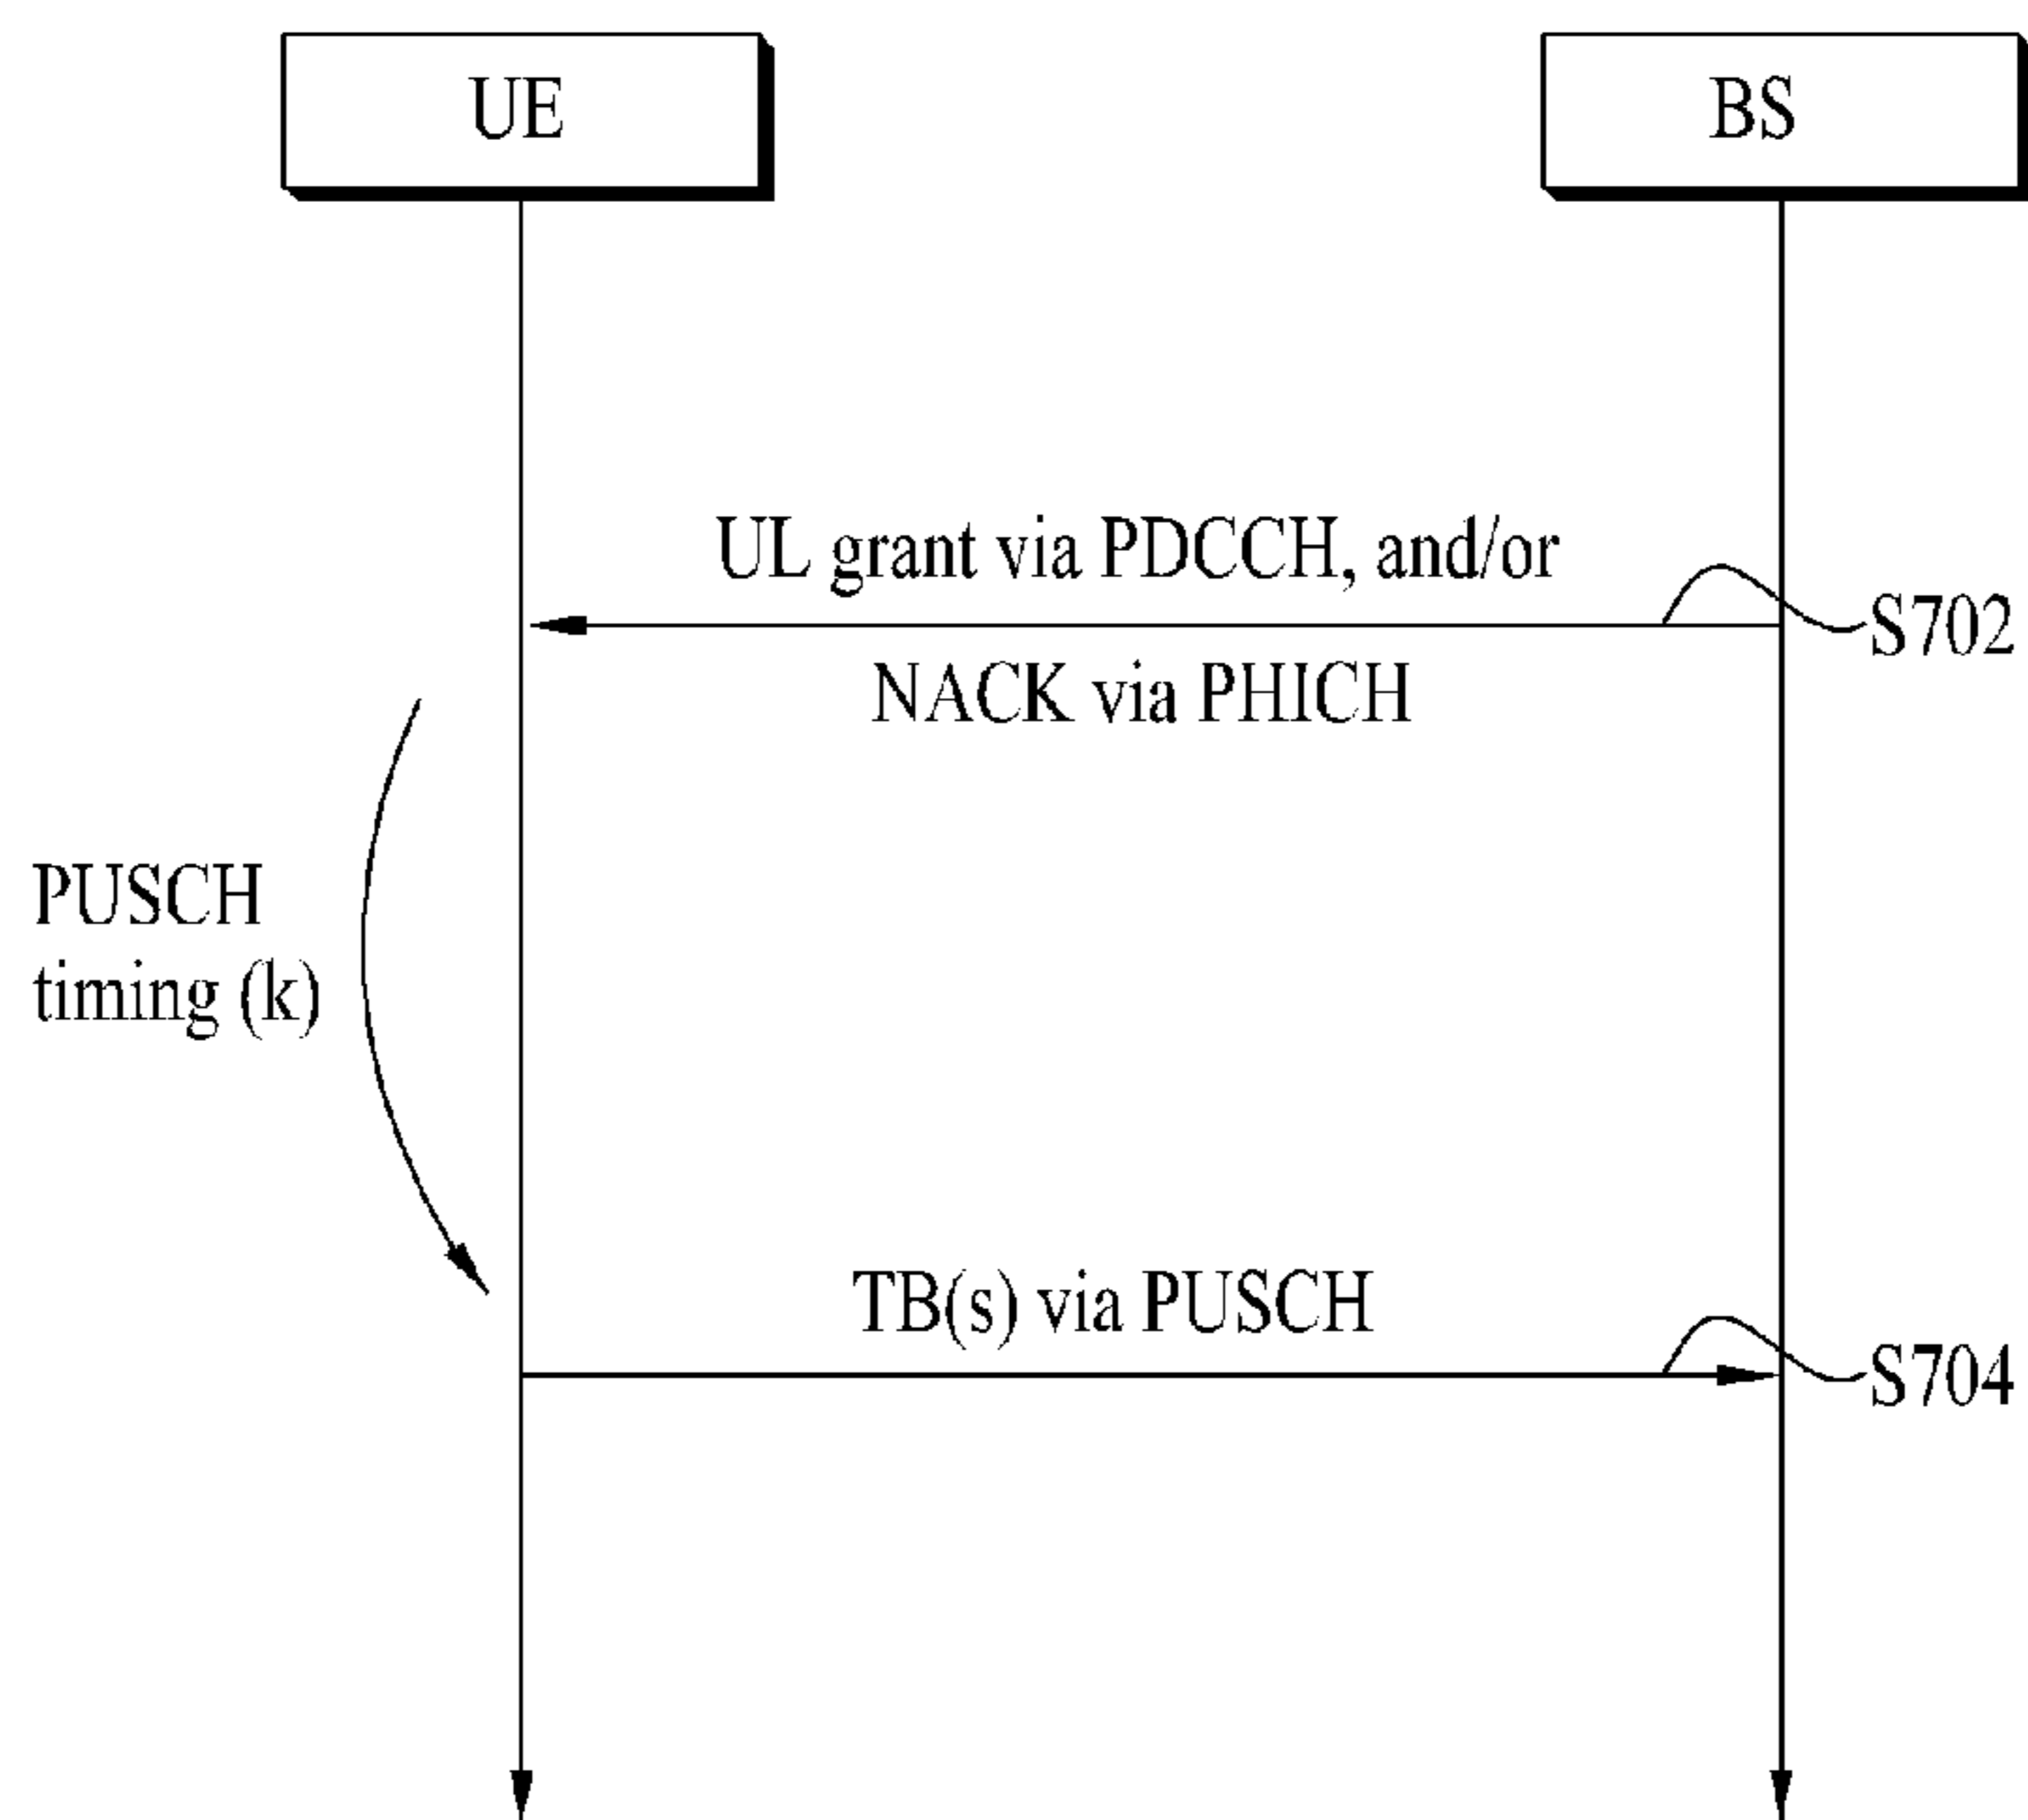 UE
BS
UL grant via PDCCH, and/or
S702
NACK via PHICH
PUSCH
timing (k)
TB(s) via PUSCH
S704